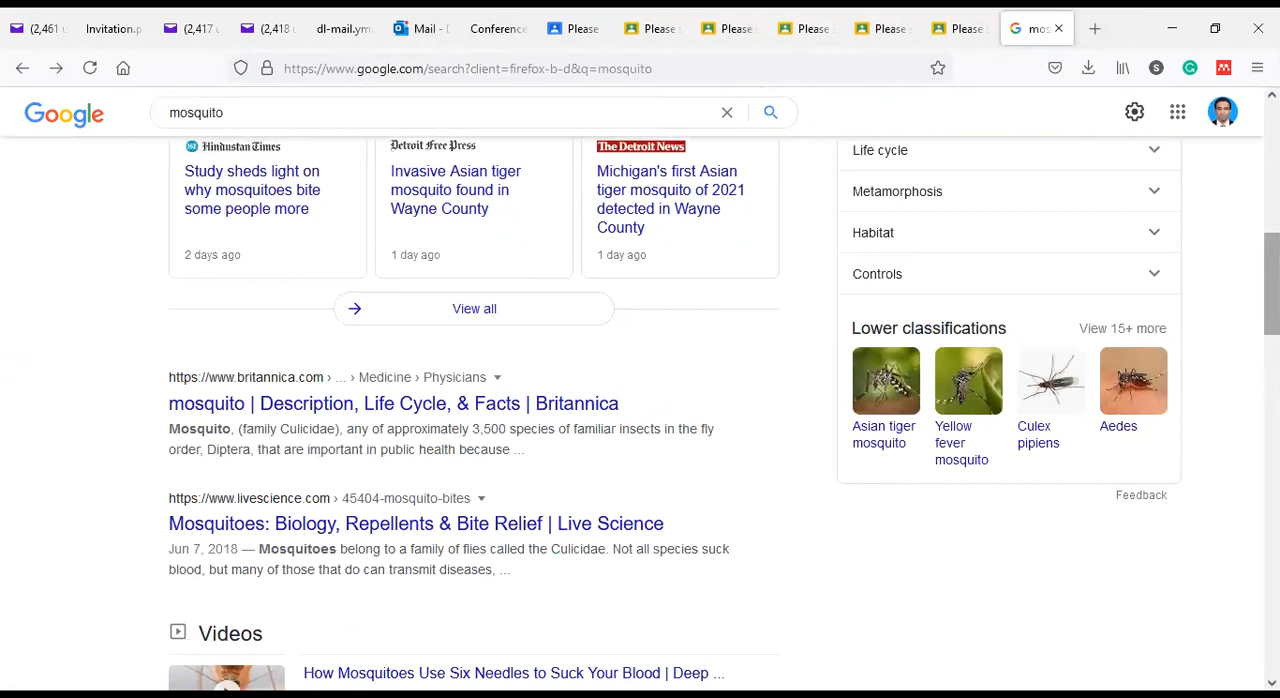 (2,461 u
Invitation.p
(2,417 u
(2,418 u
dl-mail.ym
Mail -
Conference
Please
Please
Please
Please
Please
Please
mos
https://www.google.com/search?client=firefox-b-d&q=mosquito
Google
mosquito
Hindustan Times
Study sheds light on
why mosquitoes bite
some people more
2 days ago
Detroit Free Press
Invasive Asian tiger
mosquito found in
Wayne County
1 day ago
The Detroit News
Michigan's first Asian
tiger mosquito of 2021
detected in Wayne
County
1 day ago
View all
https://www.britannica.com › ... › Medicine › Physicians
mosquito | Description, Life Cycle, & Facts | Britannica
Mosquito, (family Culicidae), any of approximately 3,500 species of familiar insects in the fly
order, Diptera, that are important in public health because ...
https://www.livescience.com › 45404-mosquito-bites
Mosquitoes: Biology, Repellents & Bite Relief | Live Science
Jun 7, 2018 — Mosquitoes belong to a family of flies called the Culicidae. Not all species suck
blood, but many of those that do can transmit diseases, ...
Videos
How Mosquitoes Use Six Needles to Suck Your Blood | Deep ...
Life cycle
Metamorphosis
Habitat
Controls
Lower classifications
View 15+ more
Asian tiger
mosquito
Yellow
fever
mosquito
Culex
pipiens
Aedes
Feedback